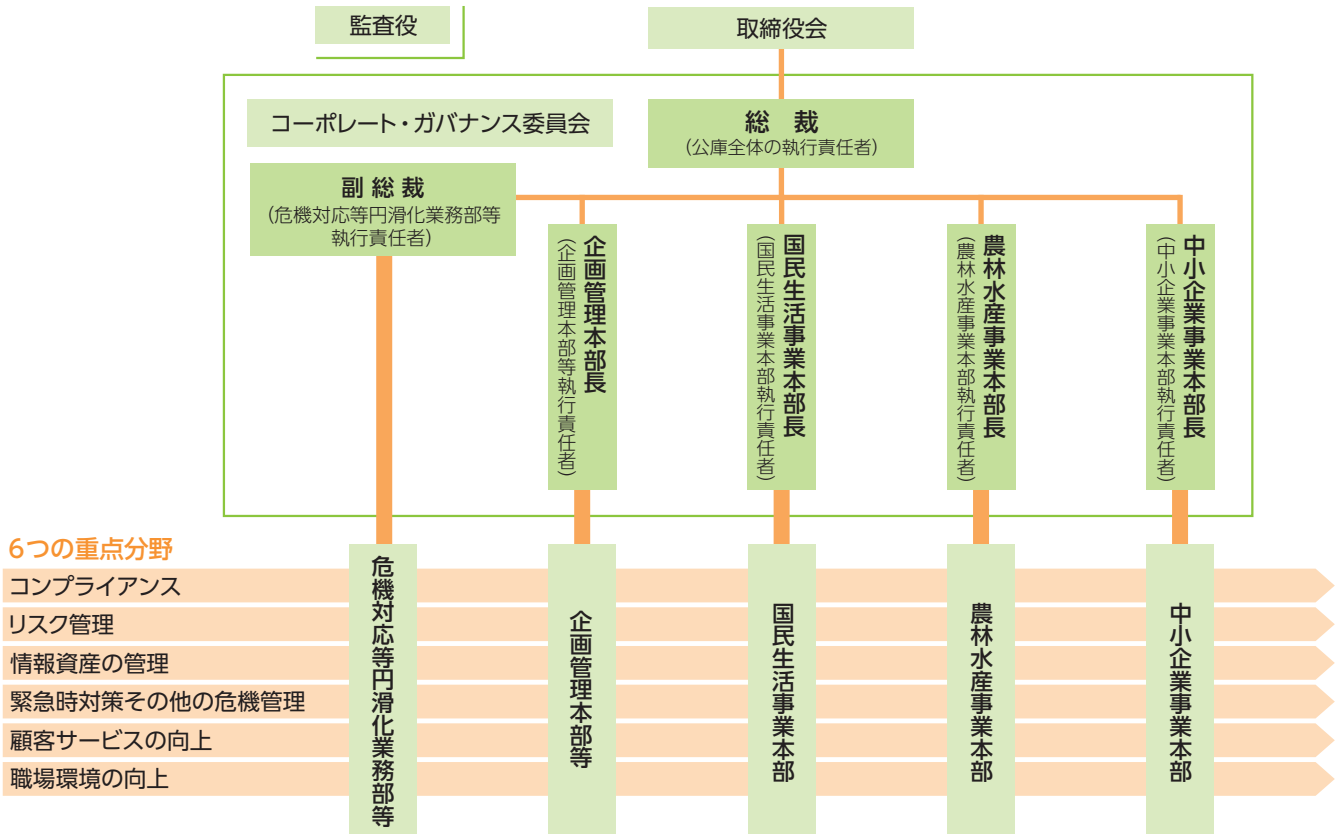 監査役
取締役会
コーポレート・ガバナンス委員会
総 裁
（公庫全体の執行責任者）
副 総 裁
（危機対応等円滑化業務部等
執行責任者）
企画管理本部長
（企画管理本部等執行責任者）
国民生活事業本部長
（国民生活事業本部執行責任者）
農林水産事業本部長
（農林水産事業本部執行責任者）
中小企業事業本部長
（中小企業事業本部執行責任者）
6つの重点分野
コンプライアンス
リスク管理
情報資産の管理
緊急時対策その他の危機管理
顧客サービスの向上
職場環境の向上
危機対応等円滑化業務部等
企画管理本部等
国民生活事業本部
農林水産事業本部
中小企業事業本部